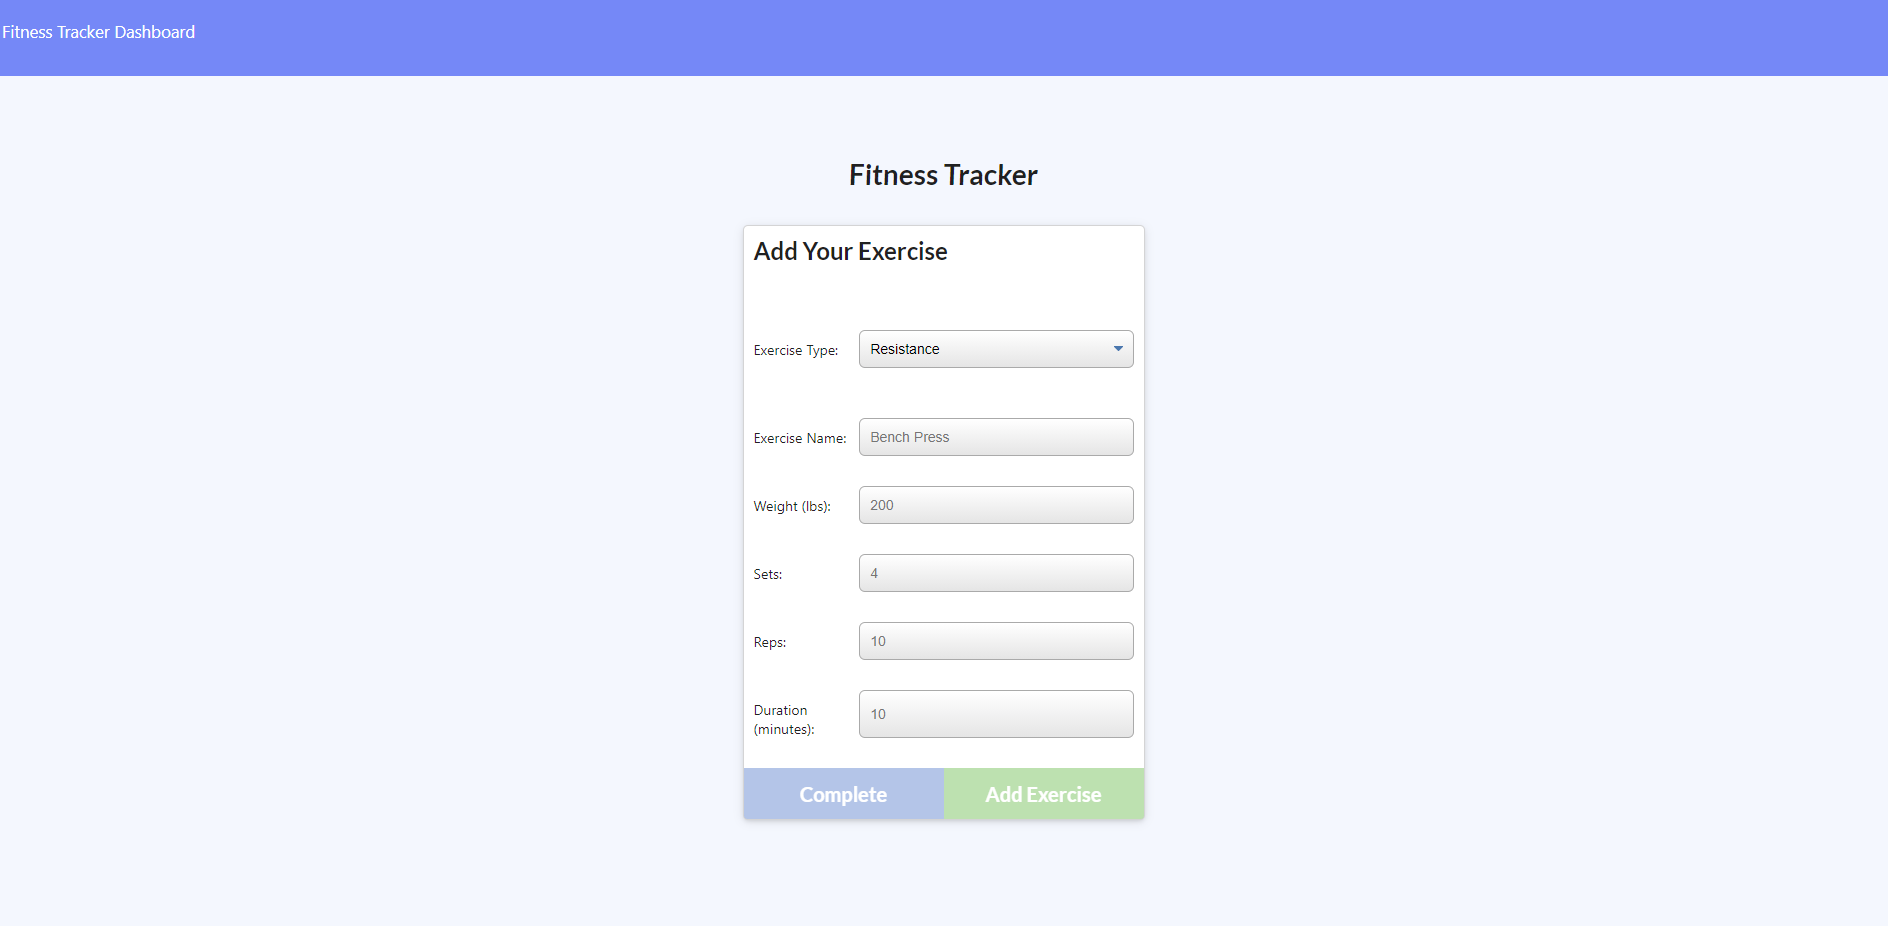 Fitness Tracker Dashboard
Fitness Tracker
Add Your Exercise
Exercise Type: Resistance
Exercise Name: Bench Press
Weight (lbs): 200
Sets: 4
Reps: 10
Duration (minutes): 10
Complete Add Exercise